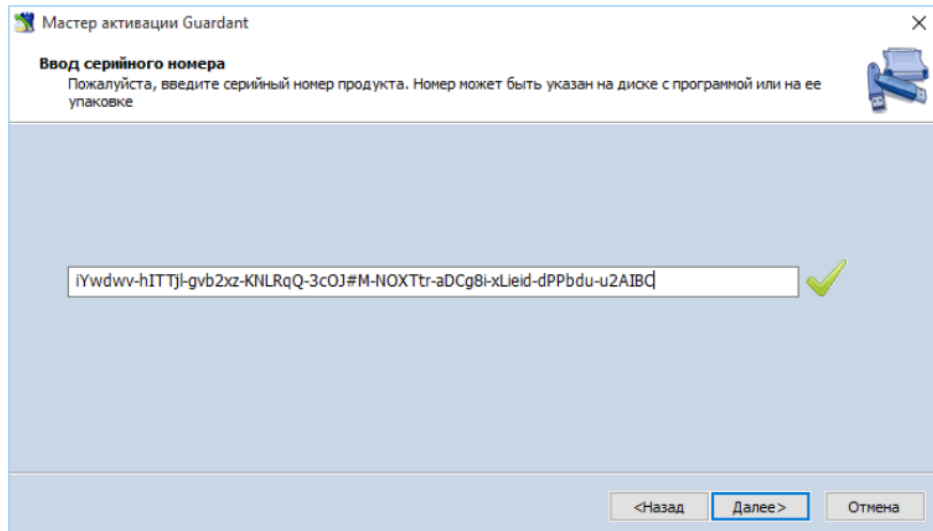 Мастер активации Guardant
Ввод серийного номера
Пожалуйста, введите серийный номер продукта. Номер может быть указан на диске с программой или на ее
упаковке
iYwdwv-hITTjl-gvb2xz-KNLRqQ-3cOJ#M-NOXTtr-aDCg8i-xLieid-dPPbdu-u2AIBC
<Назад Далее> Отмена